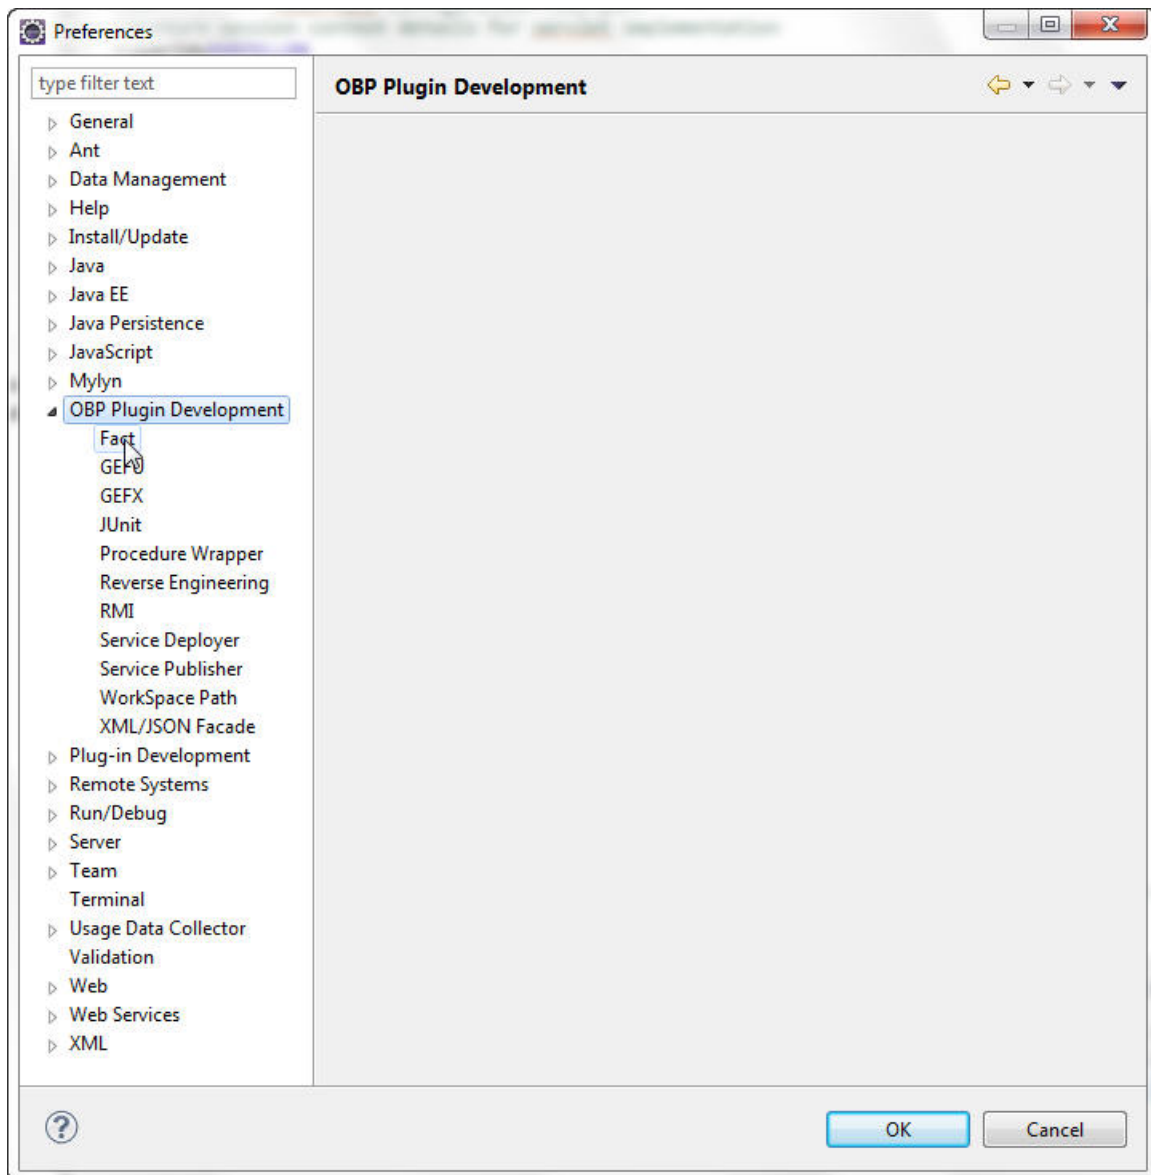 Preferences
type filter text
OBP Plugin Development
General
Ant
Data Management
Help
Install/Update
Java
Java EE
Java Persistence
JavaScript
Mylyn
OBP Plugin Development
Fact
GEFU
GEFX
JUnit
Procedure Wrapper
Reverse Engineering
RMI
Service Deployer
Service Publisher
WorkSpace Path
XML/JSON Facade
Plug-in Development
Remote Systems
Run/Debug
Server
Team
Terminal
Usage Data Collector
Validation
Web
Web Services
XML
?
OK
Cancel